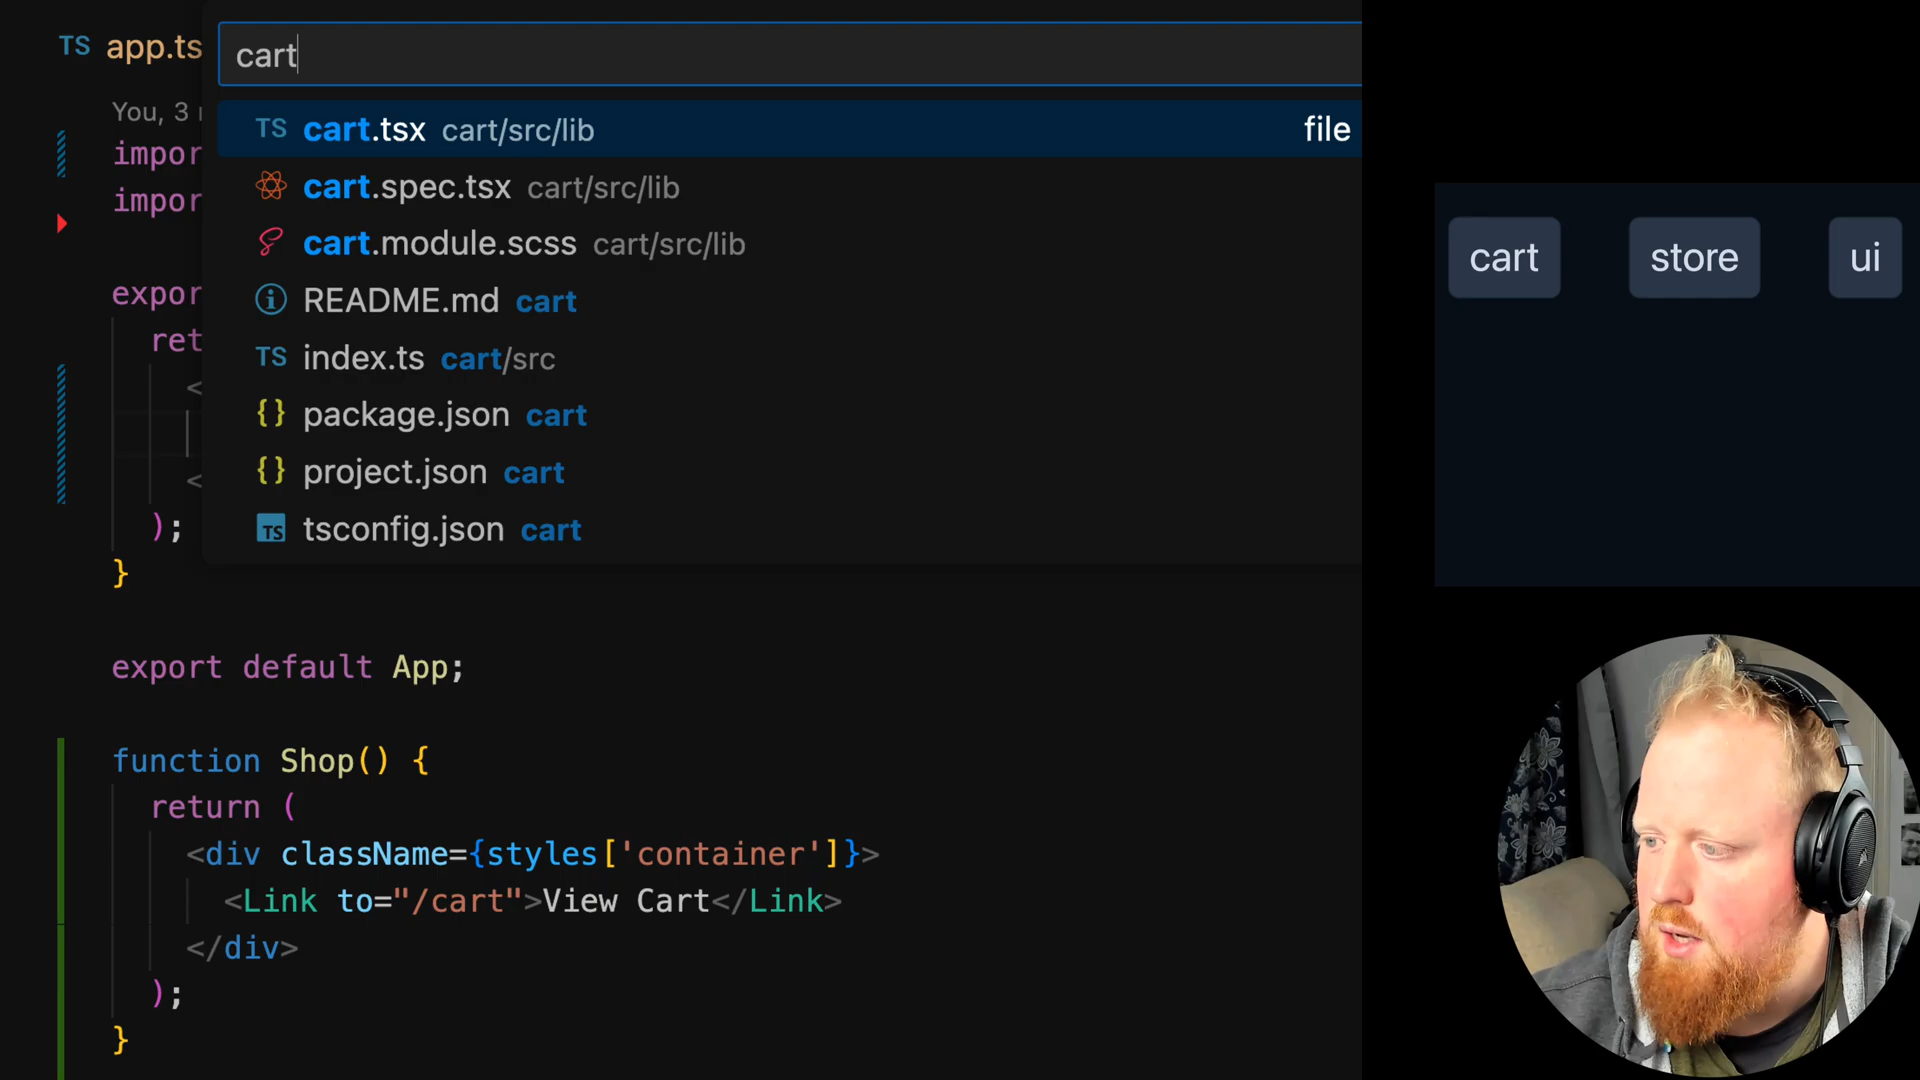 TS app.ts
cart
You, 3
TS cart.tsx cart/src/lib file
impor
cart.spec.tsx cart/src/lib
impor
cart.module.scss cart/src/lib
README.md cart
expor
ret
TS index.ts cart/src
<
{} package.json cart
{} project.json cart
<
TS tsconfig.json cart
);
}
export default App;
function Shop() {
return (
<div className={styles['container']}>
<Link to="/cart">View Cart</Link>
</div>
);
}
cart
store
ui